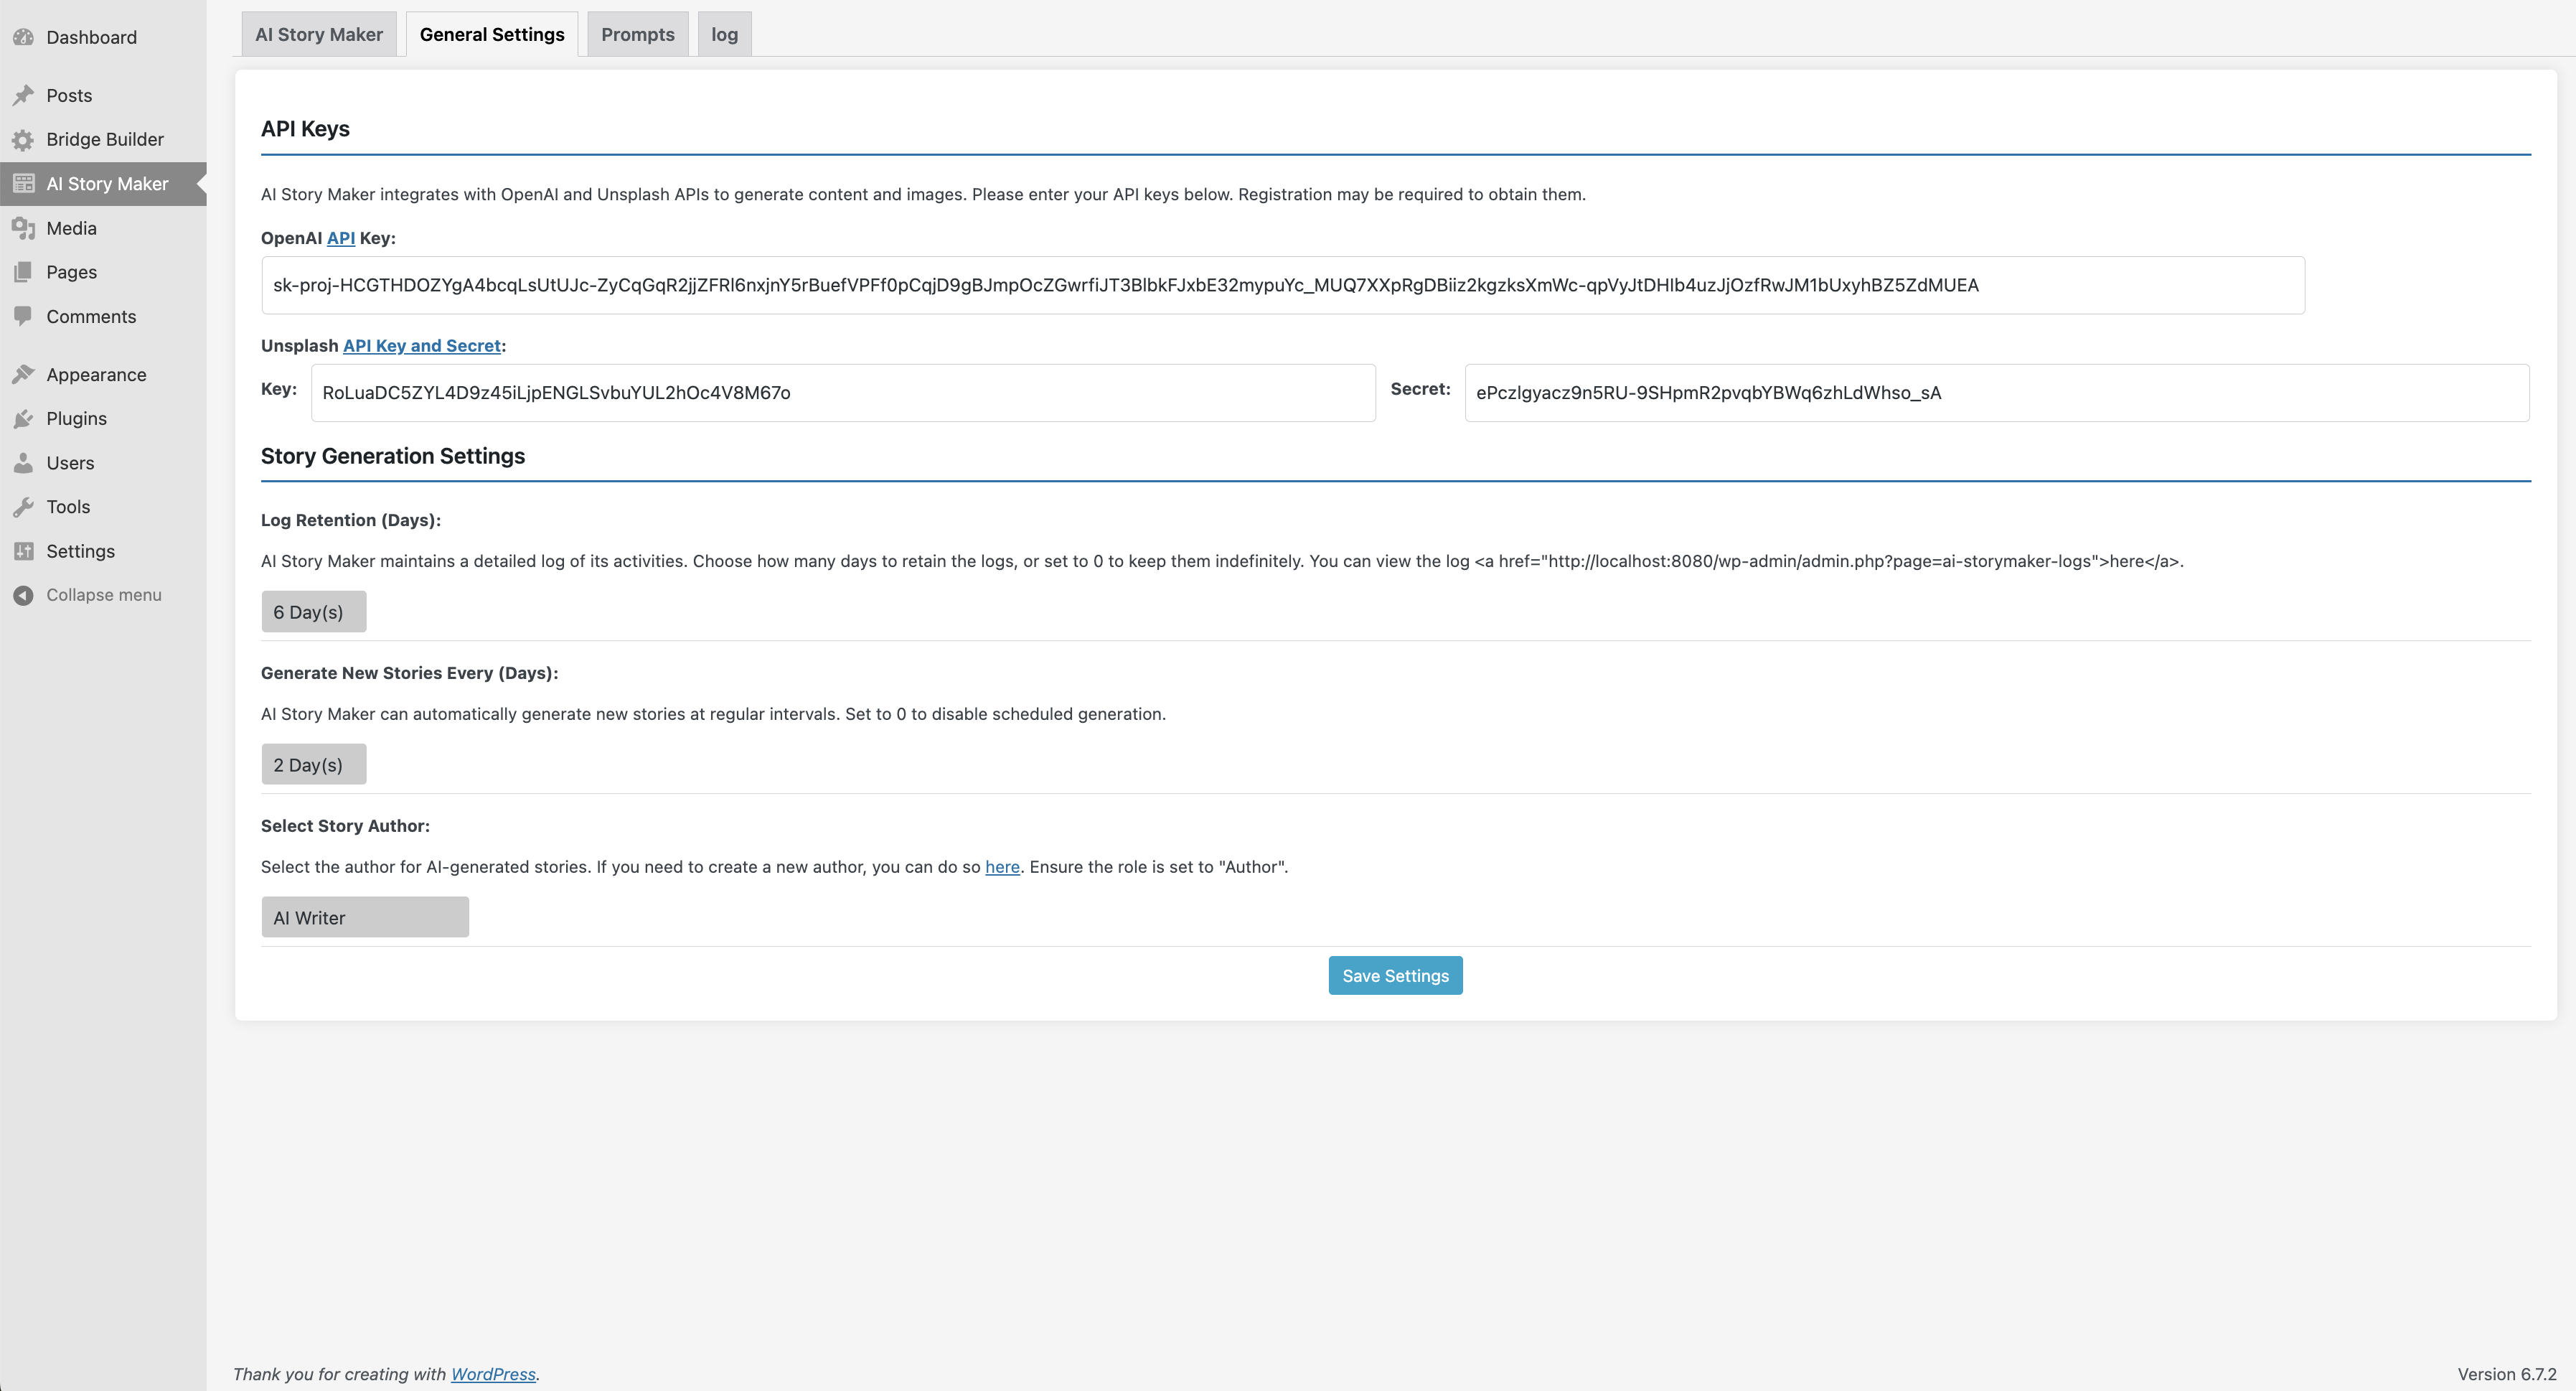 Dashboard
Posts
Bridge Builder
AI Story Maker
Media
Pages
Comments
Appearance
Plugins
Users
Tools
Settings
Collapse menu
AI Story Maker
General Settings
Prompts
log
API Keys
AI Story Maker integrates with OpenAI and Unsplash APIs to generate content and images. Please enter your API keys below. Registration may be required to obtain them.
OpenAI API Key:
Unsplash API Key and Secret:
Key:
Secret:
Story Generation Settings
Log Retention (Days):
AI Story Maker maintains a detailed log of its activities. Choose how many days to retain the logs, or set to 0 to keep them indefinitely. You can view the log <a href="http://localhost:8080/wp-admin/admin.php?page=ai-storymaker-logs">here</a>.
6 Day(s)
Generate New Stories Every (Days):
AI Story Maker can automatically generate new stories at regular intervals. Set to 0 to disable scheduled generation.
2 Day(s)
Select Story Author:
Select the author for AI-generated stories. If you need to create a new author, you can do so here. Ensure the role is set to "Author".
AI Writer
Save Settings
Thank you for creating with WordPress.
Version 6.7.2